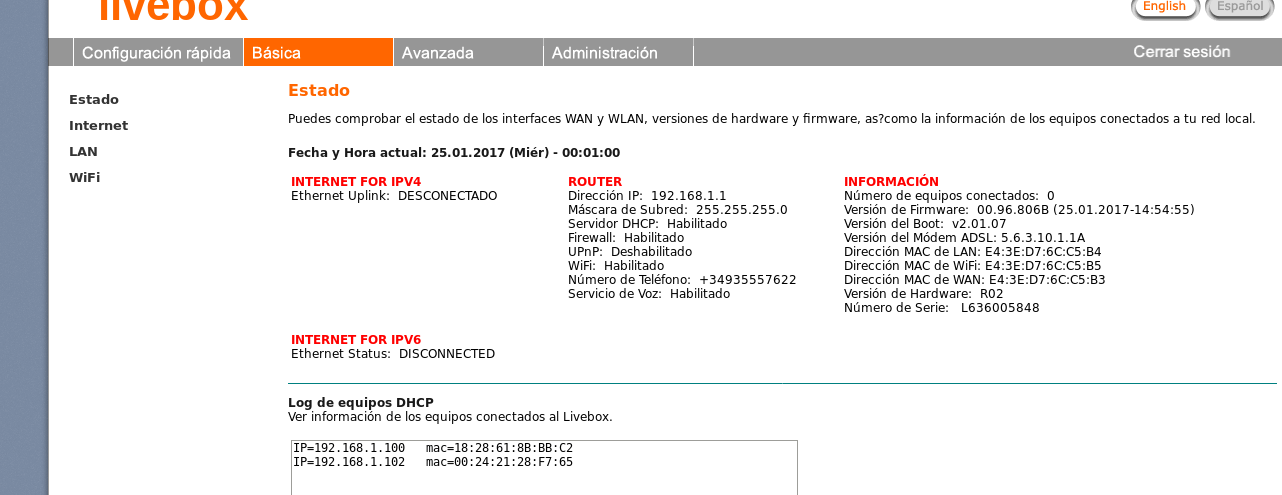 livebox
English Español
Configuración rápida Básica Avanzada Administración Cerrar sesión
Estado
Internet
LAN
WiFi
Estado
Puedes comprobar el estado de los interfaces WAN y WLAN, versiones de hardware y firmware, as?como la información de los equipos conectados a tu red local.
Fecha y Hora actual: 25.01.2017 (Miér) - 00:01:00
INTERNET FOR IPV4
Ethernet Uplink: DESCONECTADO
ROUTER
Dirección IP: 192.168.1.1
Máscara de Subred: 255.255.255.0
Servidor DHCP: Habilitado
Firewall: Habilitado
UPnP: Deshabilitado
WiFi: Habilitado
Número de Teléfono: +34935557622
Servicio de Voz: Habilitado
INFORMACIÓN
Número de equipos conectados: 0
Versión de Firmware: 00.96.806B (25.01.2017-14:54:55)
Versión del Boot: v2.01.07
Versión del Módem ADSL: 5.6.3.10.1.1A
Dirección MAC de LAN: E4:3E:D7:6C:C5:B4
Dirección MAC de WiFi: E4:3E:D7:6C:C5:B5
Dirección MAC de WAN: E4:3E:D7:6C:C5:B3
Versión de Hardware: R02
Número de Serie: L636005848
INTERNET FOR IPV6
Ethernet Status: DISCONNECTED
Log de equipos DHCP
Ver información de los equipos conectados al Livebox.
IP=192.168.1.100 mac=18:28:61:8B:BB:C2
IP=192.168.1.102 mac=00:24:21:28:F7:65